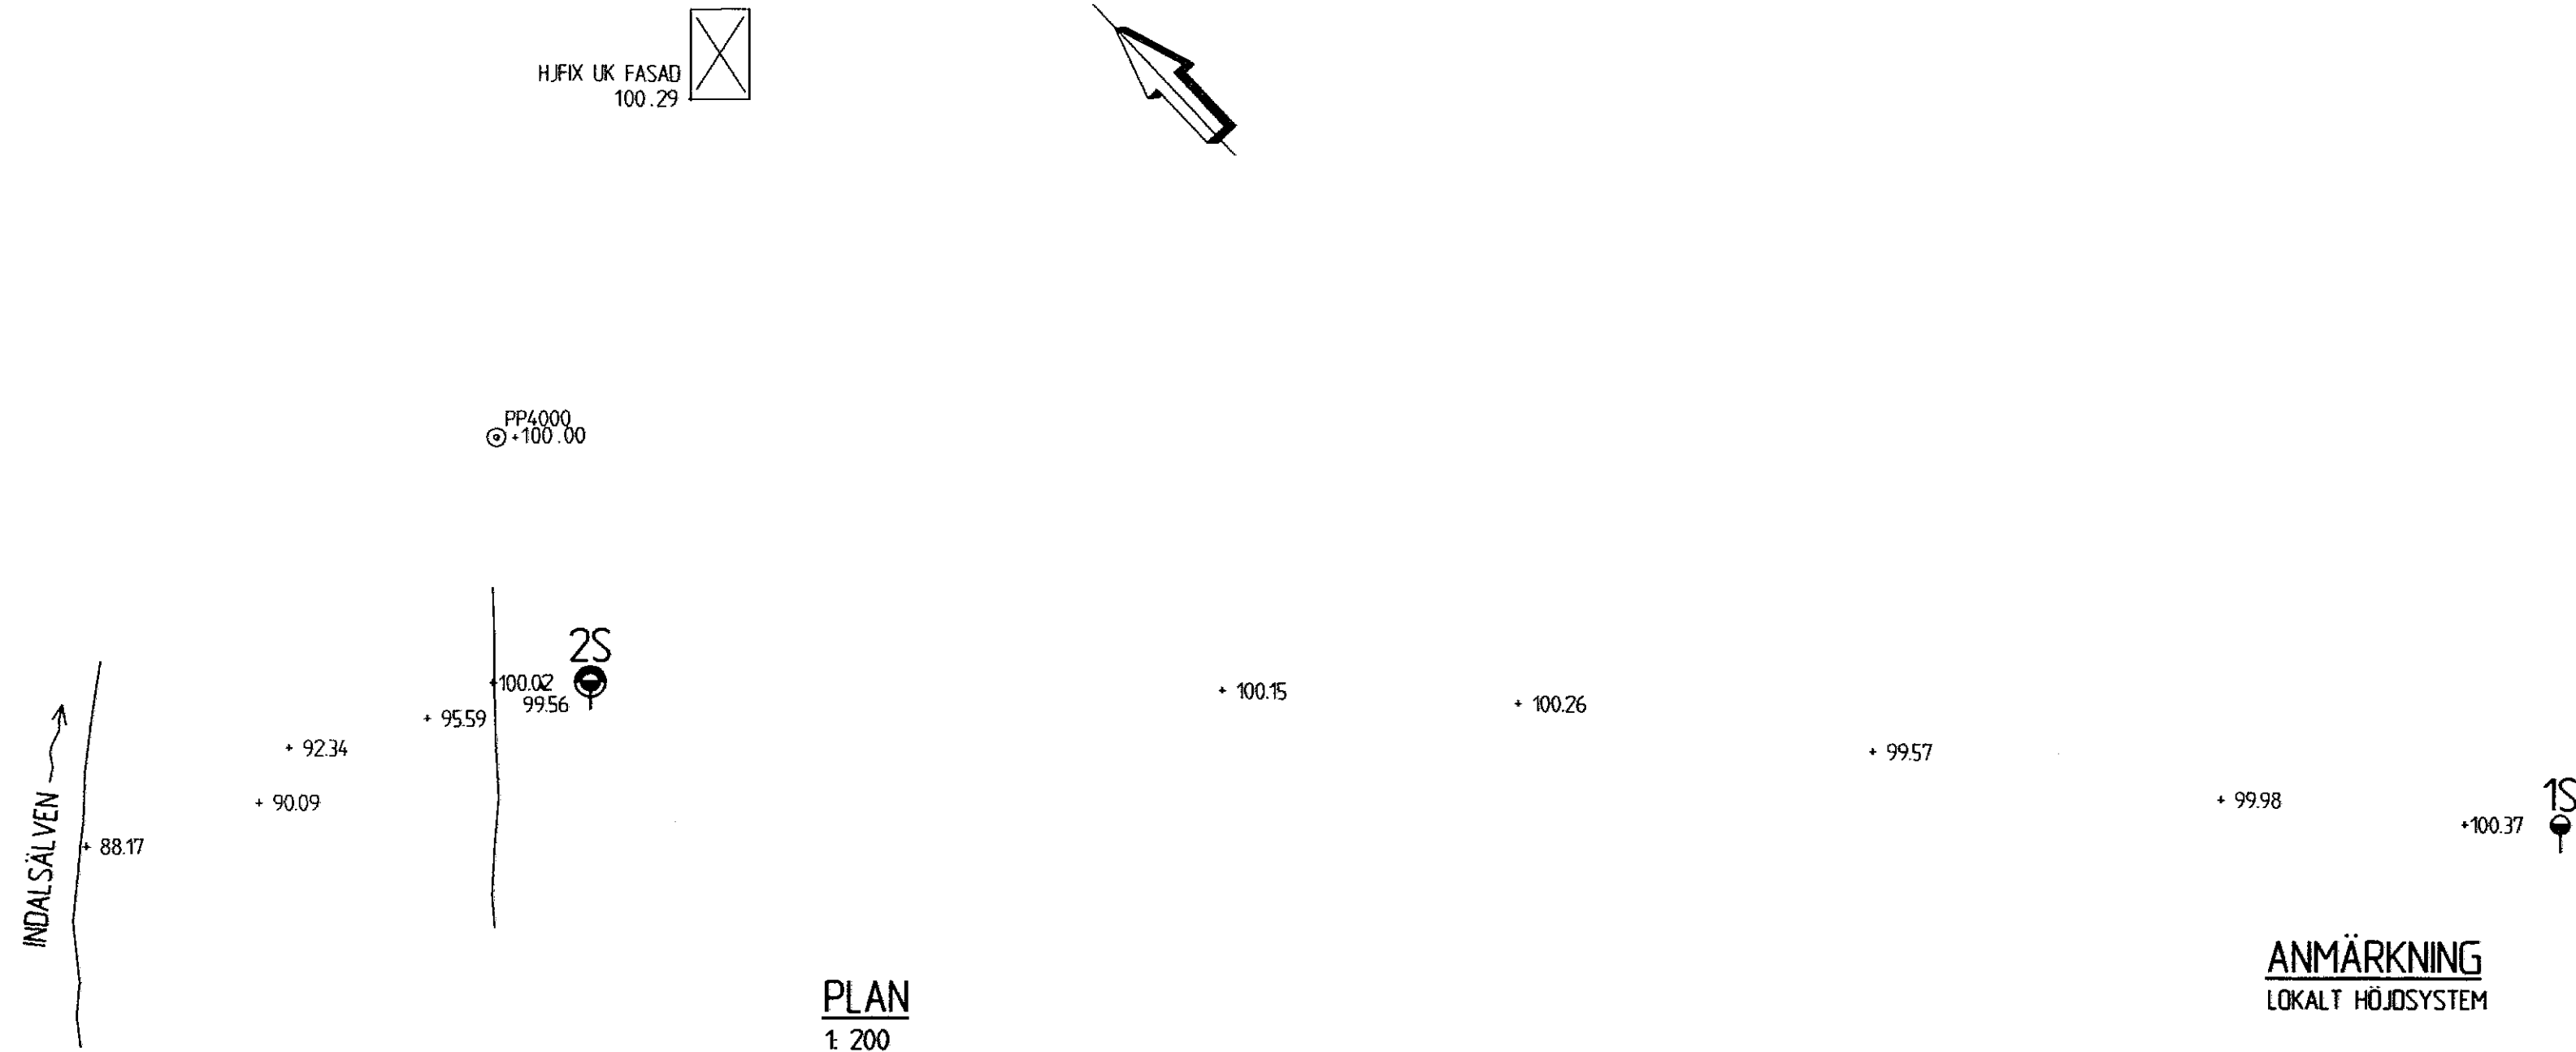 HJFIX UK FASAD
100.29
PP4000
+100.00
2S
+100.02
99.56
+ 95.59
+ 92.34
+ 90.09
+ 88.17
INDALSÄLVEN
+ 100.15
+ 100.26
+ 99.57
+ 99.98
1S
+100.37
PLAN
1: 200
ANMÄRKNING
LOKALT HÖJDSYSTEM